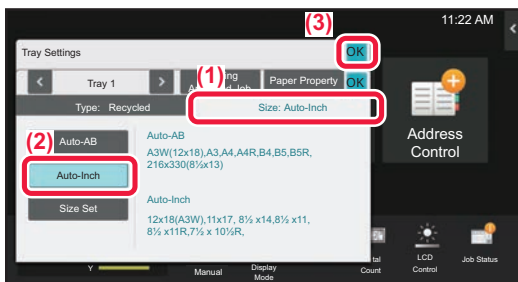 11:22 AM
(3)
Tray Settings
OK
(1)
Tray 1
Paper Property
OK
Type: Recycled
Size: Auto-Inch
(2)
Auto-AB
Auto-Inch
Size Set
Auto-AB
A3W(12x18),A3,A4,A4R,B4,B5,B5R,
216x330(8½x13)
Auto-Inch
12x18(A3W),11x17, 8½ x14,8½ x11,
8½ x11R,7½ x 10½R,
Address
Control
Y
Manual
Display
Mode
Count
LCD
Control
Job Status